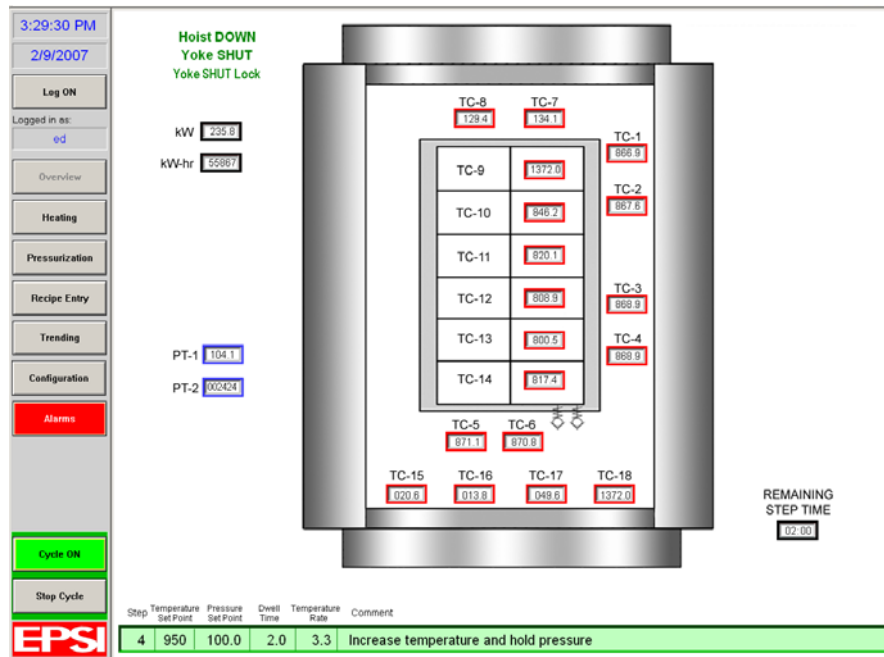 3:29:30 PM
2/9/2007
Log ON
Logged in as:
ed
Overview
Heating
Pressurization
Recipe Entry
Trending
Configuration
Alarms
Cycle ON
Stop Cycle
EPSI
Hoist DOWN
Yoke SHUT
Yoke SHUT Lock
kW 235.8
kW-hr 55867
PT-1 104.1
PT-2 002424
TC-8 TC-7
129.4 134.1
TC-1
866.9
TC-2
867.6
TC-3
868.9
TC-4
868.9
TC-9 1372.0
TC-10 846.2
TC-11 820.1
TC-12 808.9
TC-13 800.5
TC-14 817.4
TC-5 TC-6
871.1 870.8
TC-15 TC-16 TC-17 TC-18
020.6 013.8 049.6 1372.0
REMAINING
STEP TIME
02:00
Step Temperature Set Point Pressure Set Point Dwell Time Temperature Rate Comment
4 950 100.0 2.0 3.3 Increase temperature and hold pressure